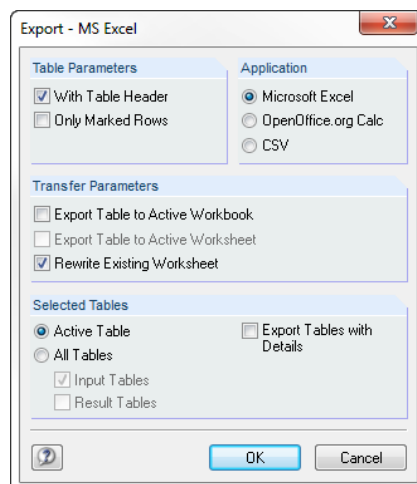 Export - MS Excel
Table Parameters
With Table Header
Only Marked Rows
Application
Microsoft Excel
OpenOffice.org Calc
CSV
Transfer Parameters
Export Table to Active Workbook
Export Table to Active Worksheet
Rewrite Existing Worksheet
Selected Tables
Active Table
All Tables
Input Tables
Result Tables
Export Tables with
Details
OK
Cancel